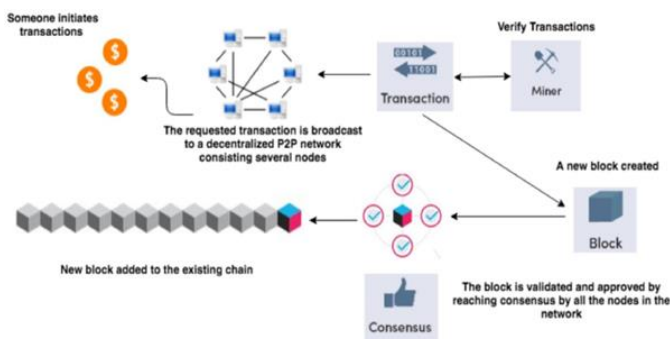 Someone initiates
transactions
The requested transaction is broadcast
to a decentralized P2P network
consisting several nodes
00101
11001
Transaction
Verify Transactions
Miner
A new block created
Block
The block is validated and approved by
reaching consensus by all the nodes in the
network
Consensus
New block added to the existing chain